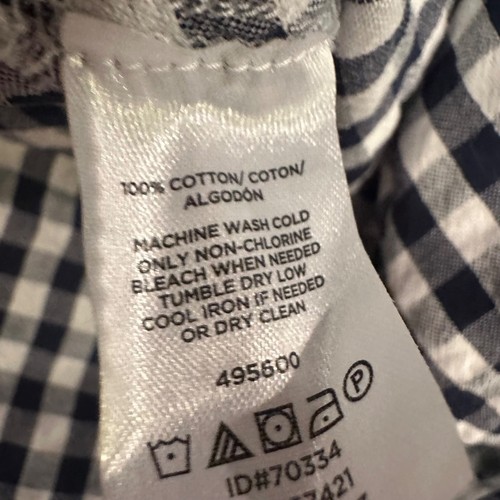 100% COTTON/ COTON/
ALGODÓN
MACHINE WASH COLD
ONLY NON-CHLORINE
BLEACH WHEN NEEDED
TUMBLE DRY LOW
COOL IRON IF NEEDED
OR DRY CLEAN
495600
P
ID#70334